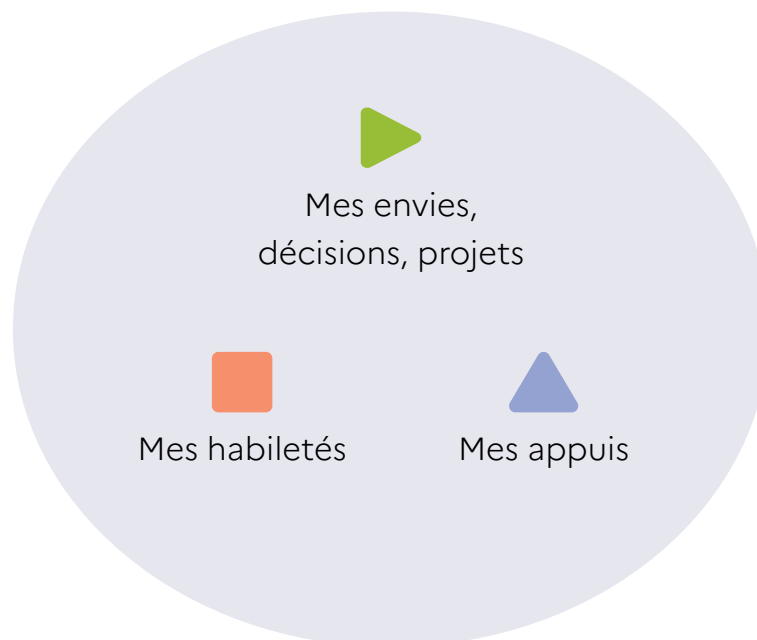 Mes envies,
décisions, projets
Mes habiletés
Mes appuis